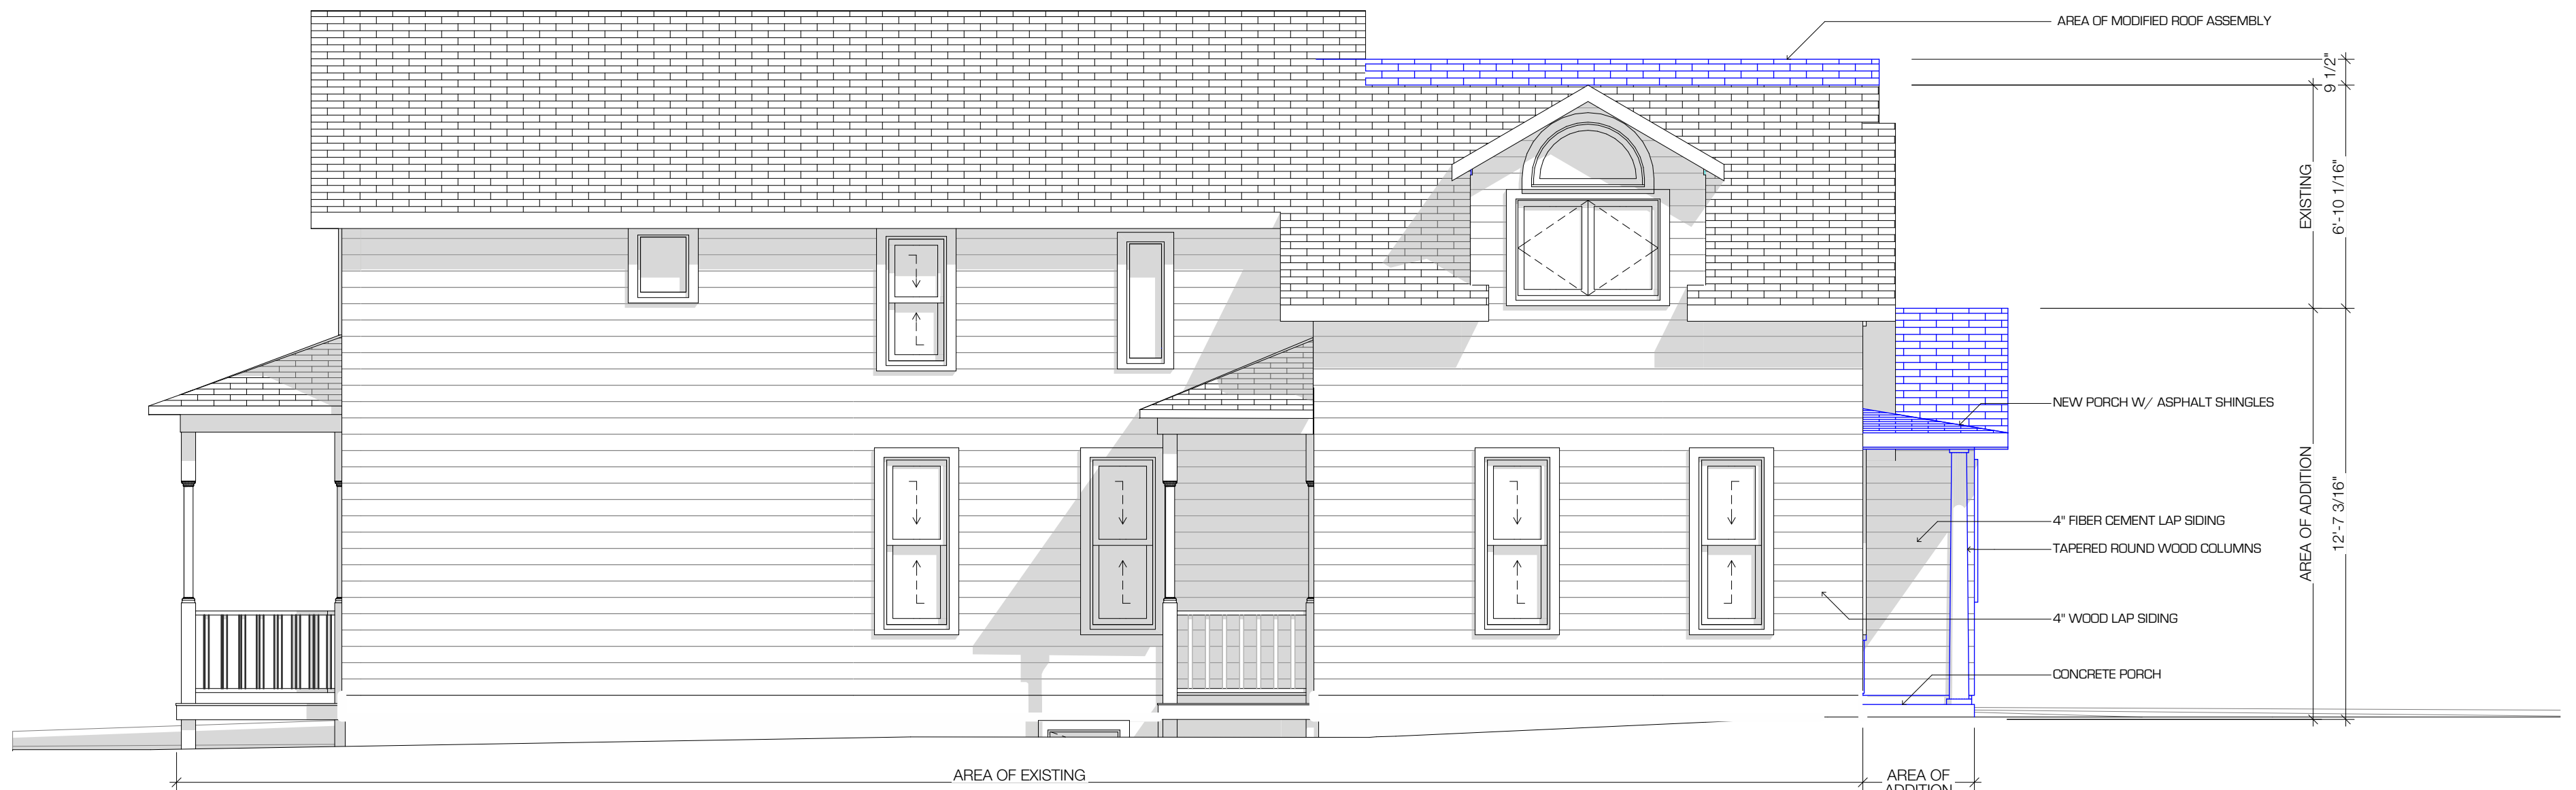 AREA OF MODIFIED ROOF ASSEMBLY
9 1/2"
EXISTING
6'-10 1/16"
NEW PORCH W/ ASPHALT SHINGLES
AREA OF ADDITION
12'-7 3/16"
4" FIBER CEMENT LAP SIDING
TAPERED ROUND WOOD COLUMNS
4" WOOD LAP SIDING
CONCRETE PORCH
AREA OF EXISTING
AREA OF
ADDITION